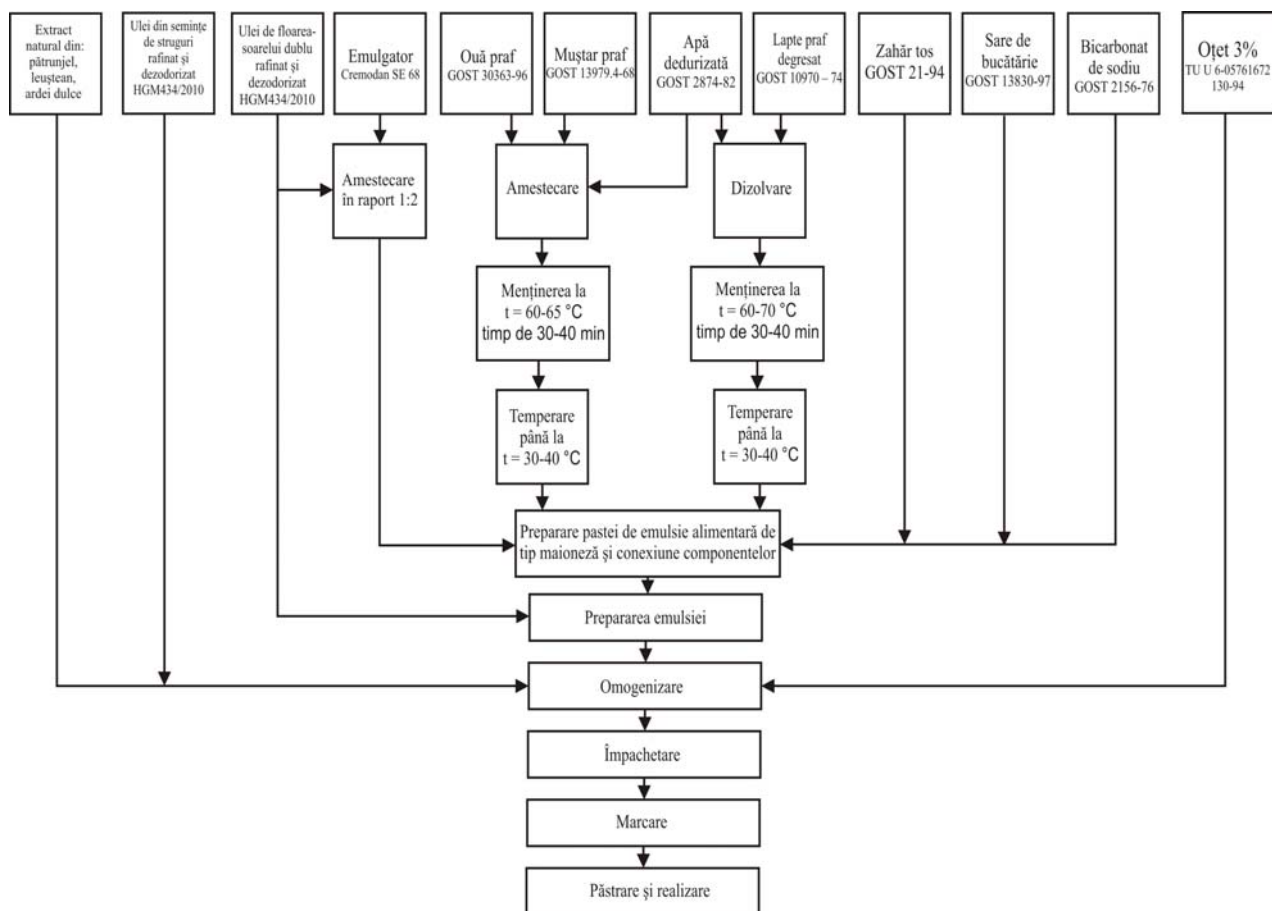 Extract
natural din:
pătrunjel,
leuștean,
ardei dulce
Ulei din semințe
de struguri
rafinat și
dezodorizat
HGM434/2010
Ulei de floarea-
soarelui dublu
rafinat și
dezodorizat
HGM434/2010
Emulgator
Cremodan SE 68
Ouă praf
GOST 30363-96
Muștar praf
GOST 13979.4-68
Apă
dedurizată
GOST 2874-82
Lapte praf
degresat
GOST 10970 – 74
Zahăr tos
GOST 21-94
Sare de
bucătărie
GOST 13830-97
Bicarbonat
de sodiu
GOST 2156-76
Oțet 3%
TU U 6-05761672
130-94
Amestecare
în raport 1:2
Amestecare
Dizolvare
Menținerea la
t = 60-65 °C
timp de 30-40 min
Menținerea la
t = 60-70 °C
timp de 30-40 min
Temperare
până la
t = 30-40 °C
Temperare
până la
t = 30-40 °C
Preparare pastei de emulsie alimentară de
tip maioneză și conexiune componentelor
Prepararea emulsiei
Omogenizare
Împachetare
Marcare
Păstrare și realizare